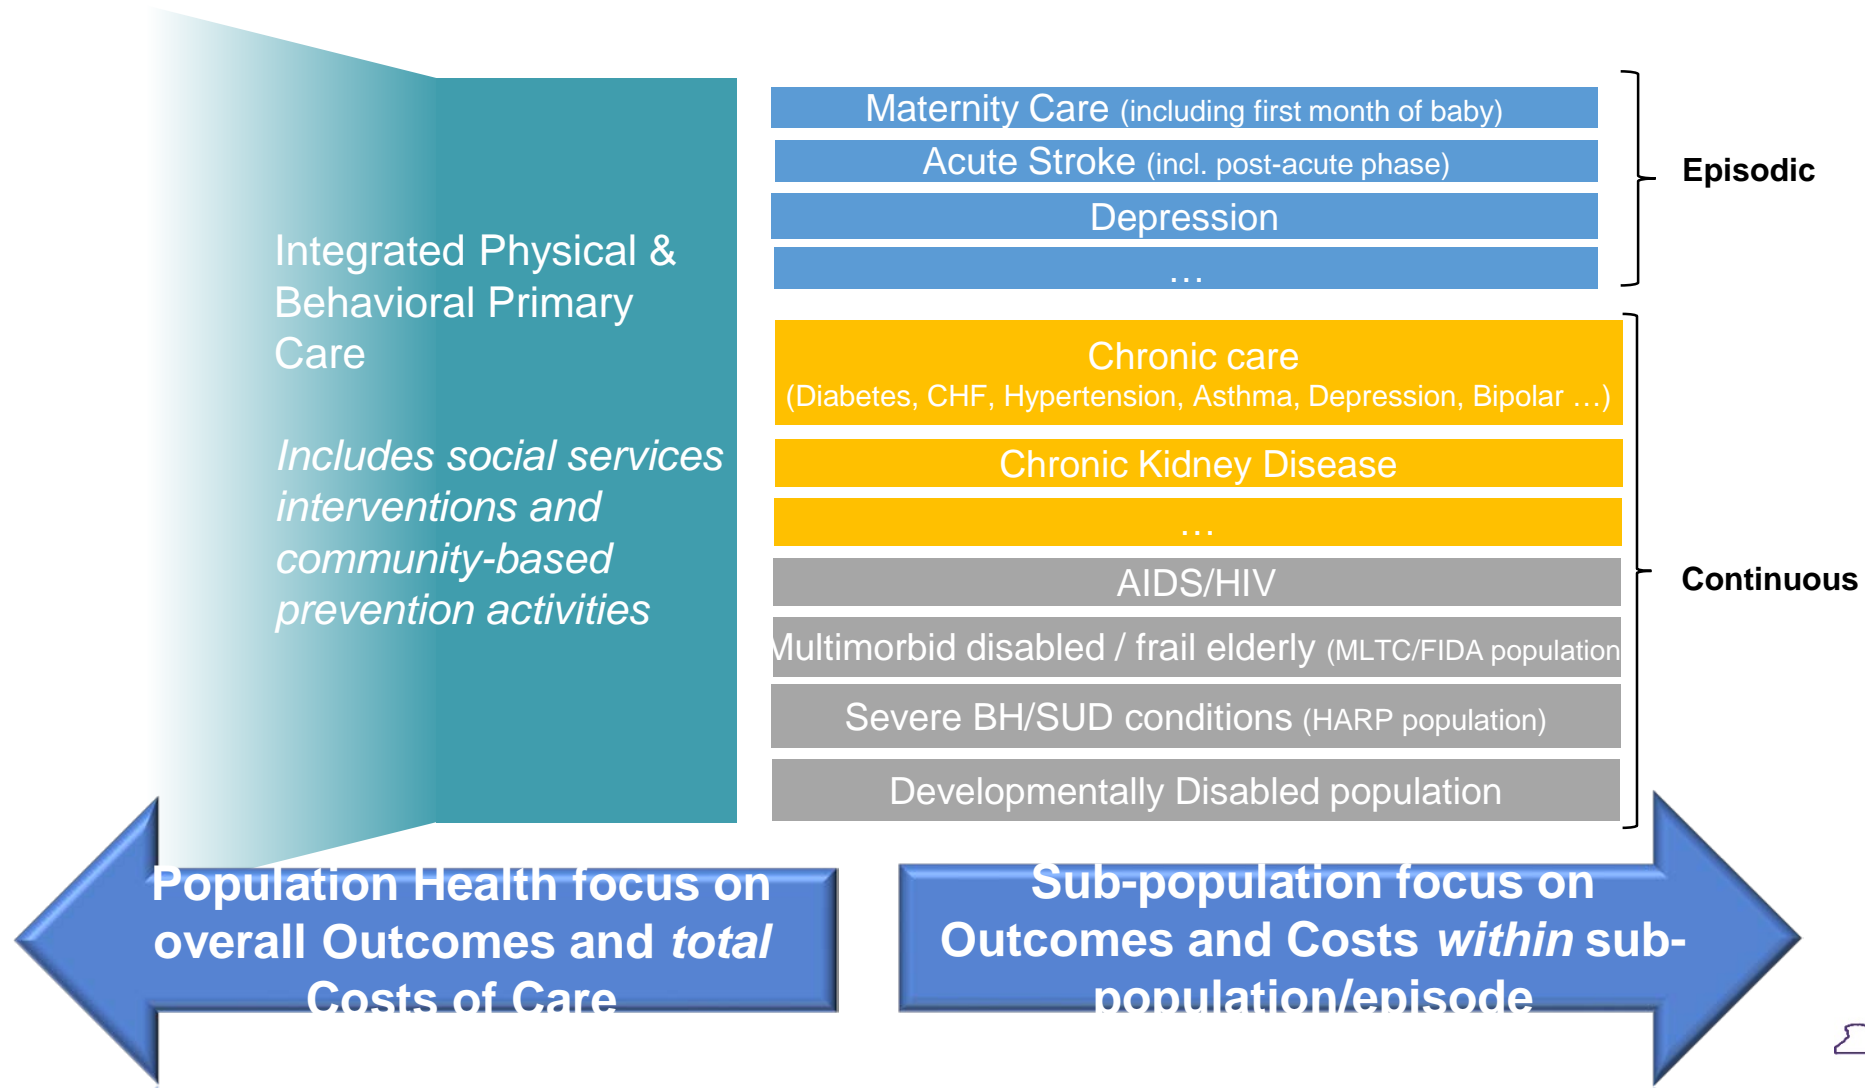 Integrated Physical &
Behavioral Primary
Care
Includes social services
interventions and
community-based
prevention activities
Maternity Care (including first month of baby)
Acute Stroke (incl. post-acute phase)
Depression
…
Episodic
Chronic care
(Diabetes, CHF, Hypertension, Asthma, Depression, Bipolar …)
Chronic Kidney Disease
…
AIDS/HIV
Multimorbid disabled / frail elderly (MLTC/FIDA population
Severe BH/SUD conditions (HARP population)
Developmentally Disabled population
Continuous
Population Health focus on
overall Outcomes and total
Costs of Care
Sub-population focus on
Outcomes and Costs within sub-
population/episode